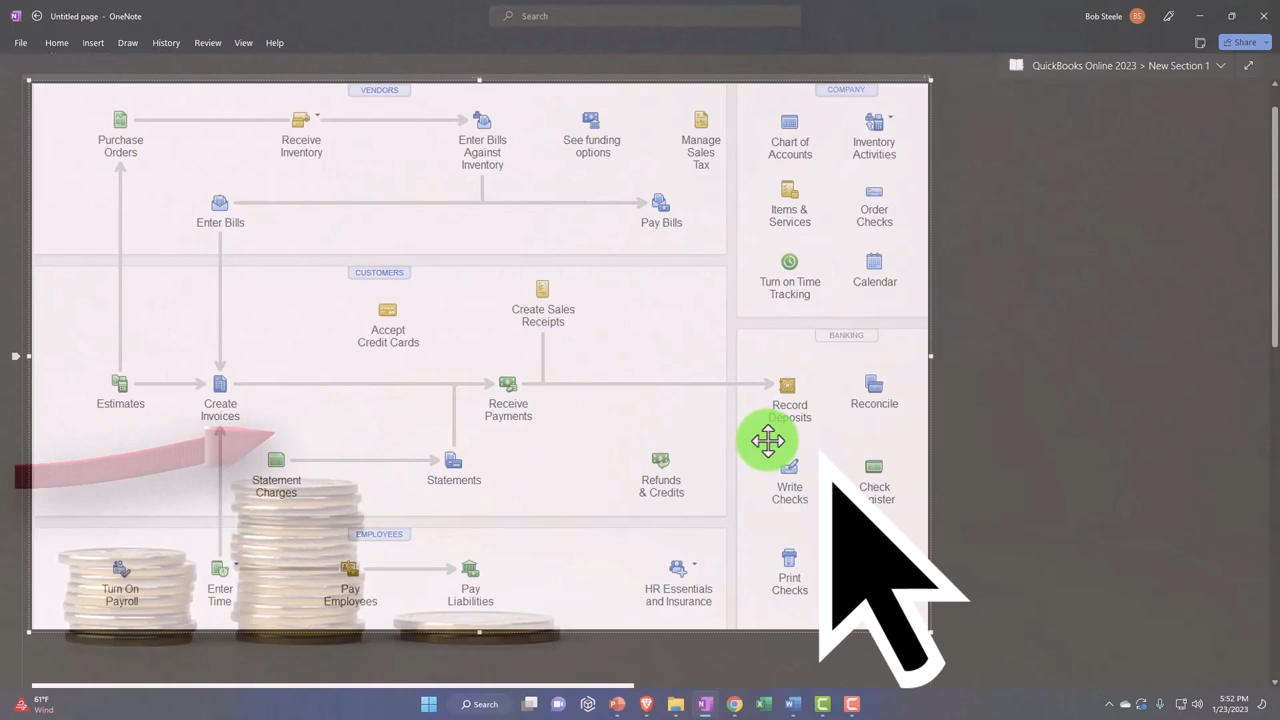 Untitled page - OneNote
Search
Bob Steele
BS
File
Home
Insert
Draw
History
Review
View
Help
Share
QuickBooks Online 2023 > New Section 1
VENDORS
COMPANY
Purchase
Orders
Receive
Inventory
Enter Bills
Against
Inventory
See funding
options
Manage
Sales
Tax
Chart of
Accounts
Inventory
Activities
Enter Bills
Pay Bills
Items &
Services
Order
Checks
CUSTOMERS
Turn on Time
Tracking
Calendar
Accept
Credit Cards
Create Sales
Receipts
BANKING
Estimates
Create
Invoices
Receive
Payments
Record
Deposits
Reconcile
Statement
Charges
Statements
Refunds
& Credits
Write
Checks
Check
Register
EMPLOYEES
Turn On
Payroll
Enter
Time
Pay
Employees
Pay
Liabilities
HR Essentials
and Insurance
Print
Checks
61°F
Wind
Search
5:52 PM
1/23/2023